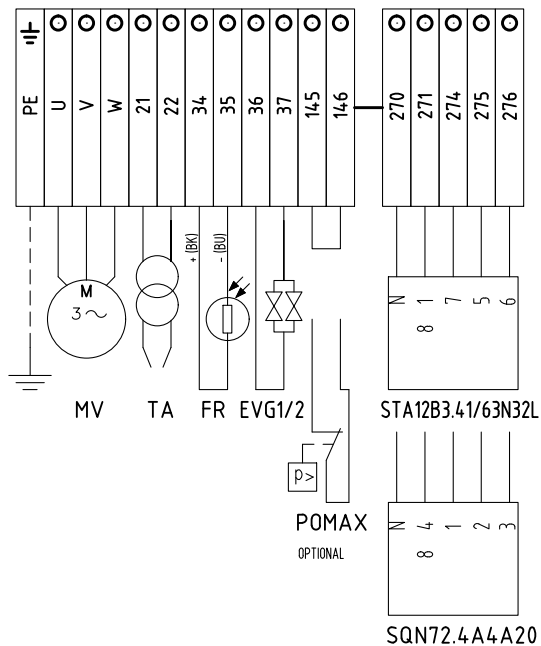 PE U V W 21 22 34 35 36 37 145 146 270 271 274 275 276
+ (BK) - (BU)
M
3~
N 1 7 5 6
8
MV TA FR EVG1/2 STA12B3.41/63N32L
p>
POMAX
OPTIONAL
N 4 1 2 3
8
SQN72.4A4A20